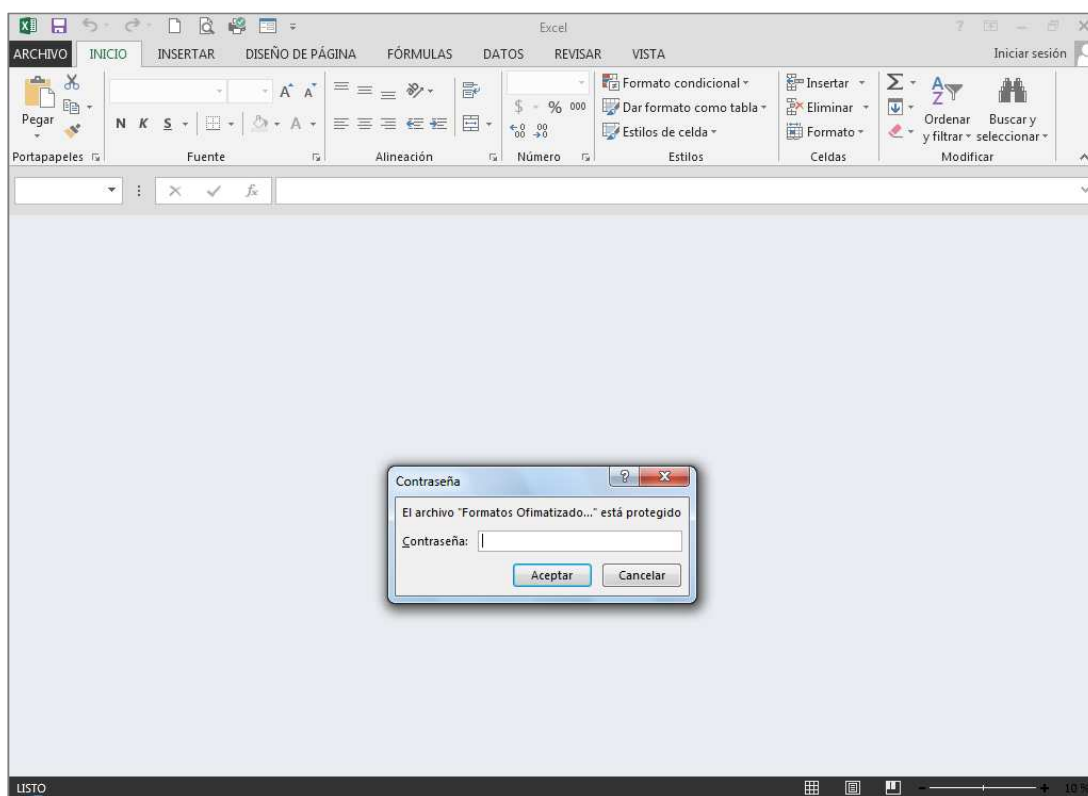 Excel
ARCHIVO INICIO INSERTAR DISEÑO DE PÁGINA FÓRMULAS DATOS REVISAR VISTA Iniciar sesión
Pegar
N K S
A A
A
$ % 000
Formato condicional
Dar formato como tabla
Estilos de celda
Insertar
Eliminar
Formato
Σ
Ordenar y filtrar
Buscar y seleccionar
Portapapeles Fuente Alineación Número Estilos Celdas Modificar
fx
Contraseña
El archivo "Formatos Ofimatizado..." está protegido
Contraseña:
Aceptar Cancelar
LISTO